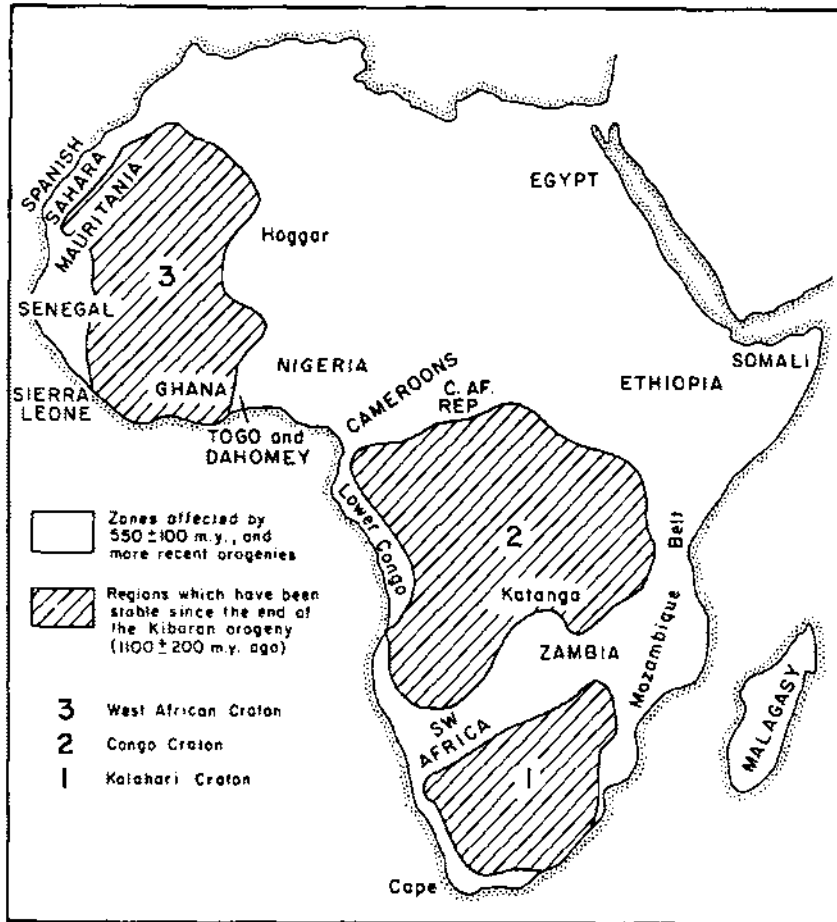 SPANISH
SAHARA
MAURITANIA
Hoggar
EGYPT
3
SENEGAL
NIGERIA
SOMALI
ETHIOPIA
SIERRA
LEONE
GHANA
CAMEROONS
C. AF.
REP.
TOGO and
DAHOMEY
Lower Congo
2
Katanga
ZAMBIA
Mozambique Belt
MALAGASY
SW
AFRICA
1
Cape
Zones affected by
550 ± 100 m.y., and
more recent orogenies
Regions which have been
stable since the end of
the Kibaran orogeny
(1100 ± 200 m.y. ago)
3 West African Craton
2 Congo Craton
1 Kalahari Craton